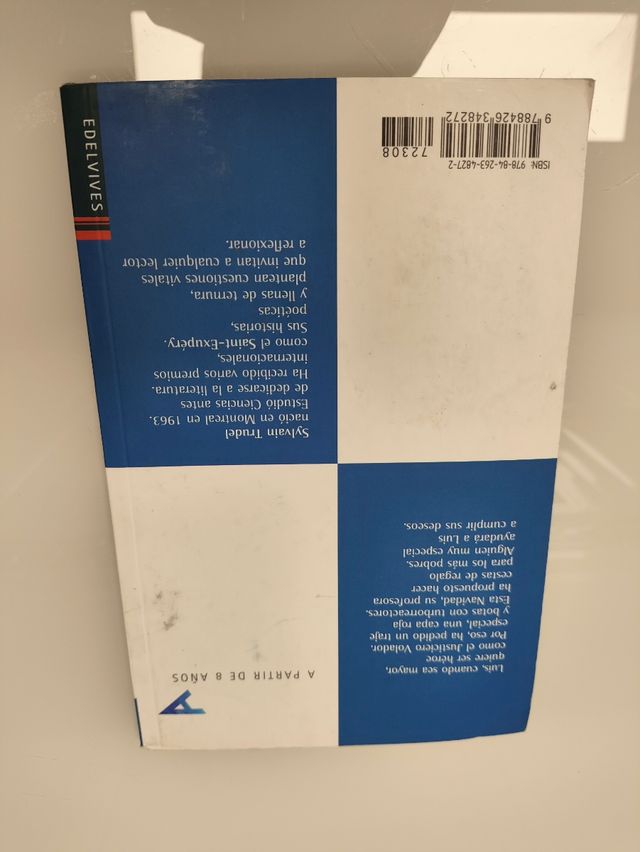 A PARTIR DE 8 AÑOS
Luis, cuando sea mayor,
quiere ser héroe
como el Justiciero Volador.
Por eso, ha pedido un traje
especial, una capa roja
y botas con turborreactores.
Esta Navidad, su profesora
ha propuesto hacer
cestas de regalo
para los más pobres.
Alguien muy especial
ayudará a Luis
a cumplir sus deseos.
Sylvain Trudel
nació en Montreal en 1963.
Estudió Ciencias antes
de dedicarse a la literatura.
Ha recibido varios premios
internacionales,
como el Saint-Exupéry.
Sus historias,
poéticas
y llenas de ternura,
plantean cuestiones vitales
que invitan a cualquier lector
a reflexionar.
ISBN: 978-84-263-4827-2
72308
9 788426 348272
EDELVIVES